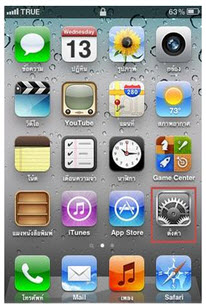 TRUE 63%
Wednesday
13
280
73°
ข้อความ ปฏิทิน รูปภาพ กล้อง
วิดีโอ YouTube แผนที่ สภาพอากาศ
โน้ต เตือนความจำ นาฬิกา Game Center
แผงหนังสือพิมพ์ iTunes App Store ตั้งค่า
โทรศัพท์ Mail เพลง Safari